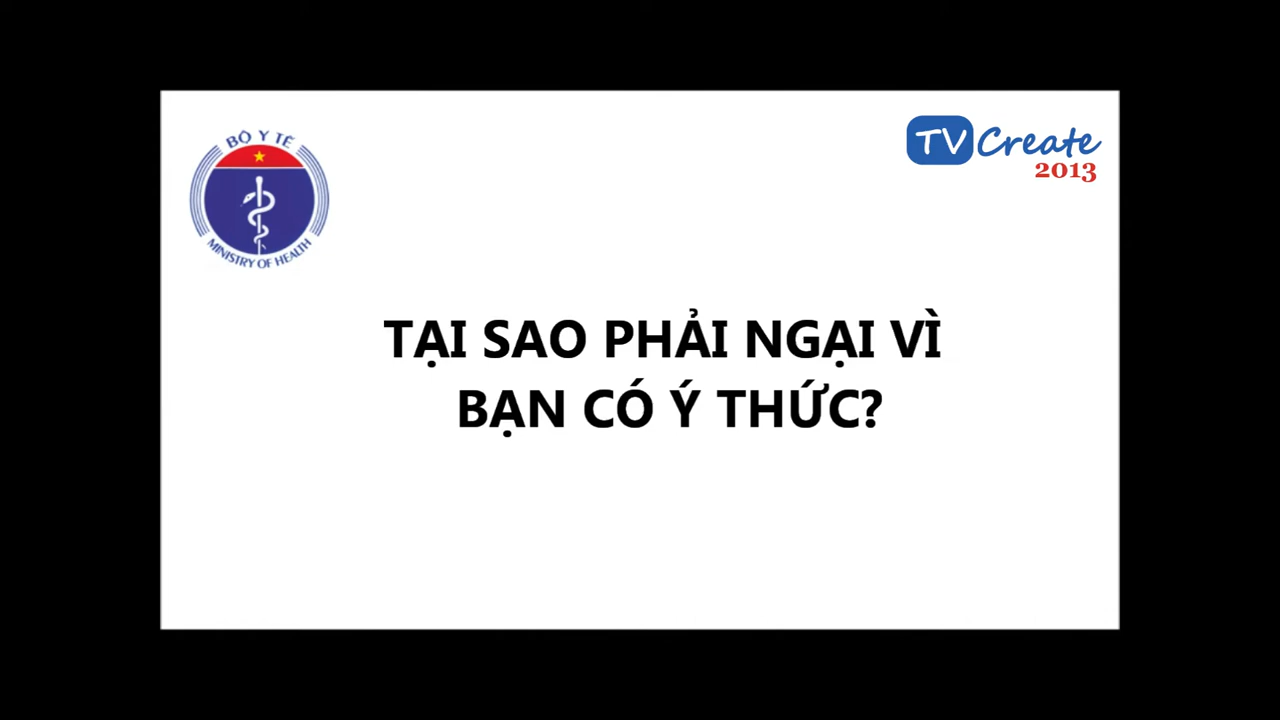 BỘ Y TẾ
MINISTRY OF HEALTH
TV Create
2013
TẠI SAO PHẢI NGẠI VÌ
BẠN CÓ Ý THỨC?